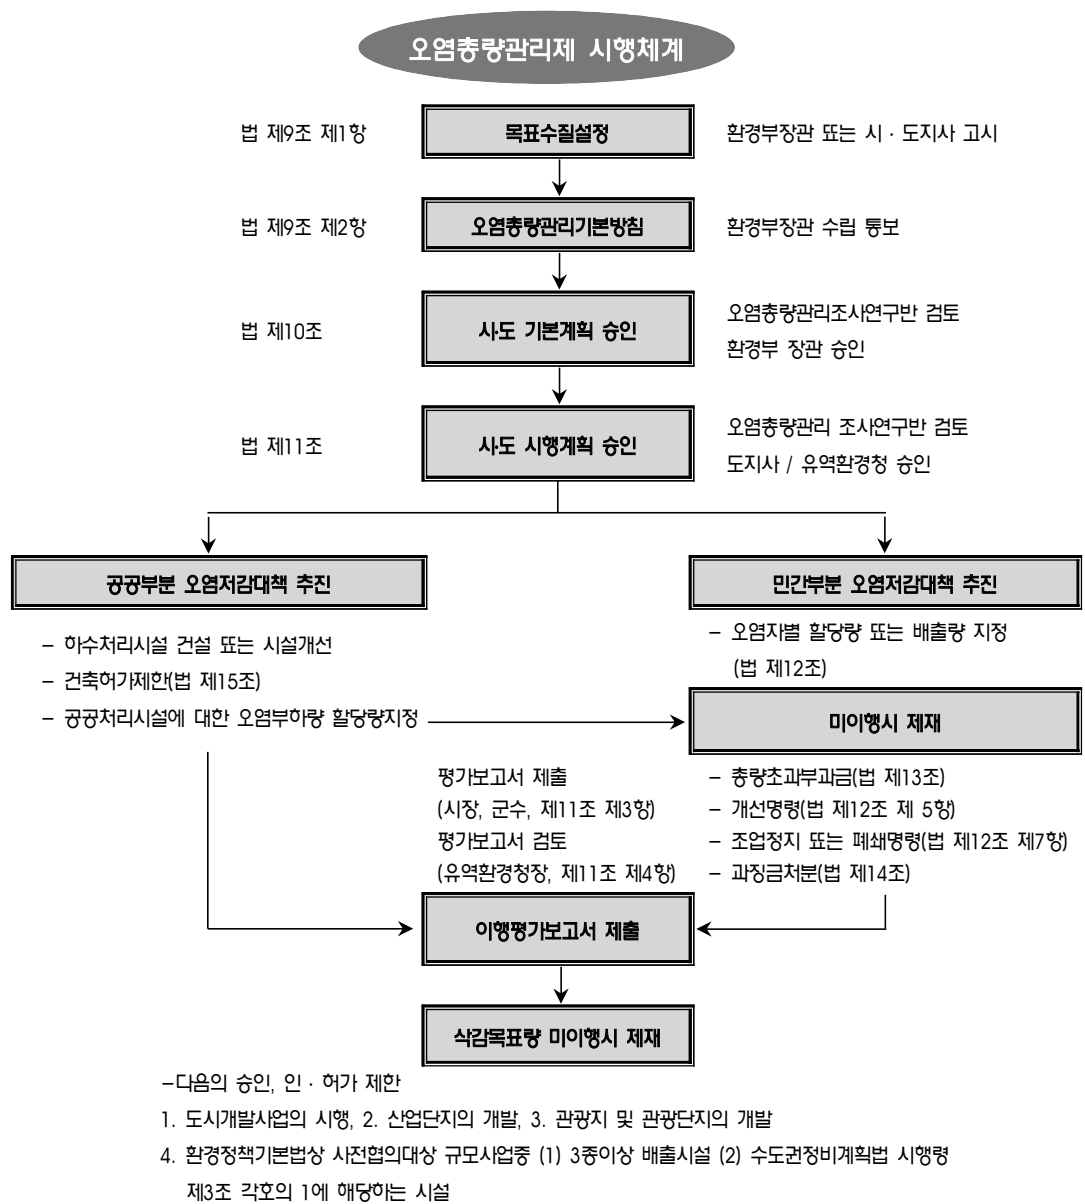 오염총량관리제 시행체계
법 제9조 제1항
목표수질설정
환경부장관 또는 시 · 도지사 고시
법 제9조 제2항
오염총량관리기본방침
환경부장관 수립 통보
법 제10조
시·도 기본계획 승인
오염총량관리조사연구반 검토
환경부 장관 승인
법 제11조
시·도 시행계획 승인
오염총량관리 조사연구반 검토
도지사 / 유역환경청 승인
공공부분 오염저감대책 추진
– 하수처리시설 건설 또는 시설개선
– 건축허가제한(법 제15조)
– 공공처리시설에 대한 오염부하량 할당량지정
민간부분 오염저감대책 추진
– 오염자별 할당량 또는 배출량 지정
(법 제12조)
미이행시 제재
– 총량초과부과금(법 제13조)
– 개선명령(법 제12조 제 5항)
– 조업정지 또는 폐쇄명령(법 제12조 제7항)
– 과징금처분(법 제14조)
평가보고서 제출
(시장, 군수, 제11조 제3항)
평가보고서 검토
(유역환경청장, 제11조 제4항)
이행평가보고서 제출
삭감목표량 미이행시 제재
–다음의 승인, 인 · 허가 제한
1. 도시개발사업의 시행, 2. 산업단지의 개발, 3. 관광지 및 관광단지의 개발
4. 환경정책기본법상 사전협의대상 규모사업중 (1) 3종이상 배출시설 (2) 수도권정비계획법 시행령
제3조 각호의 1에 해당하는 시설